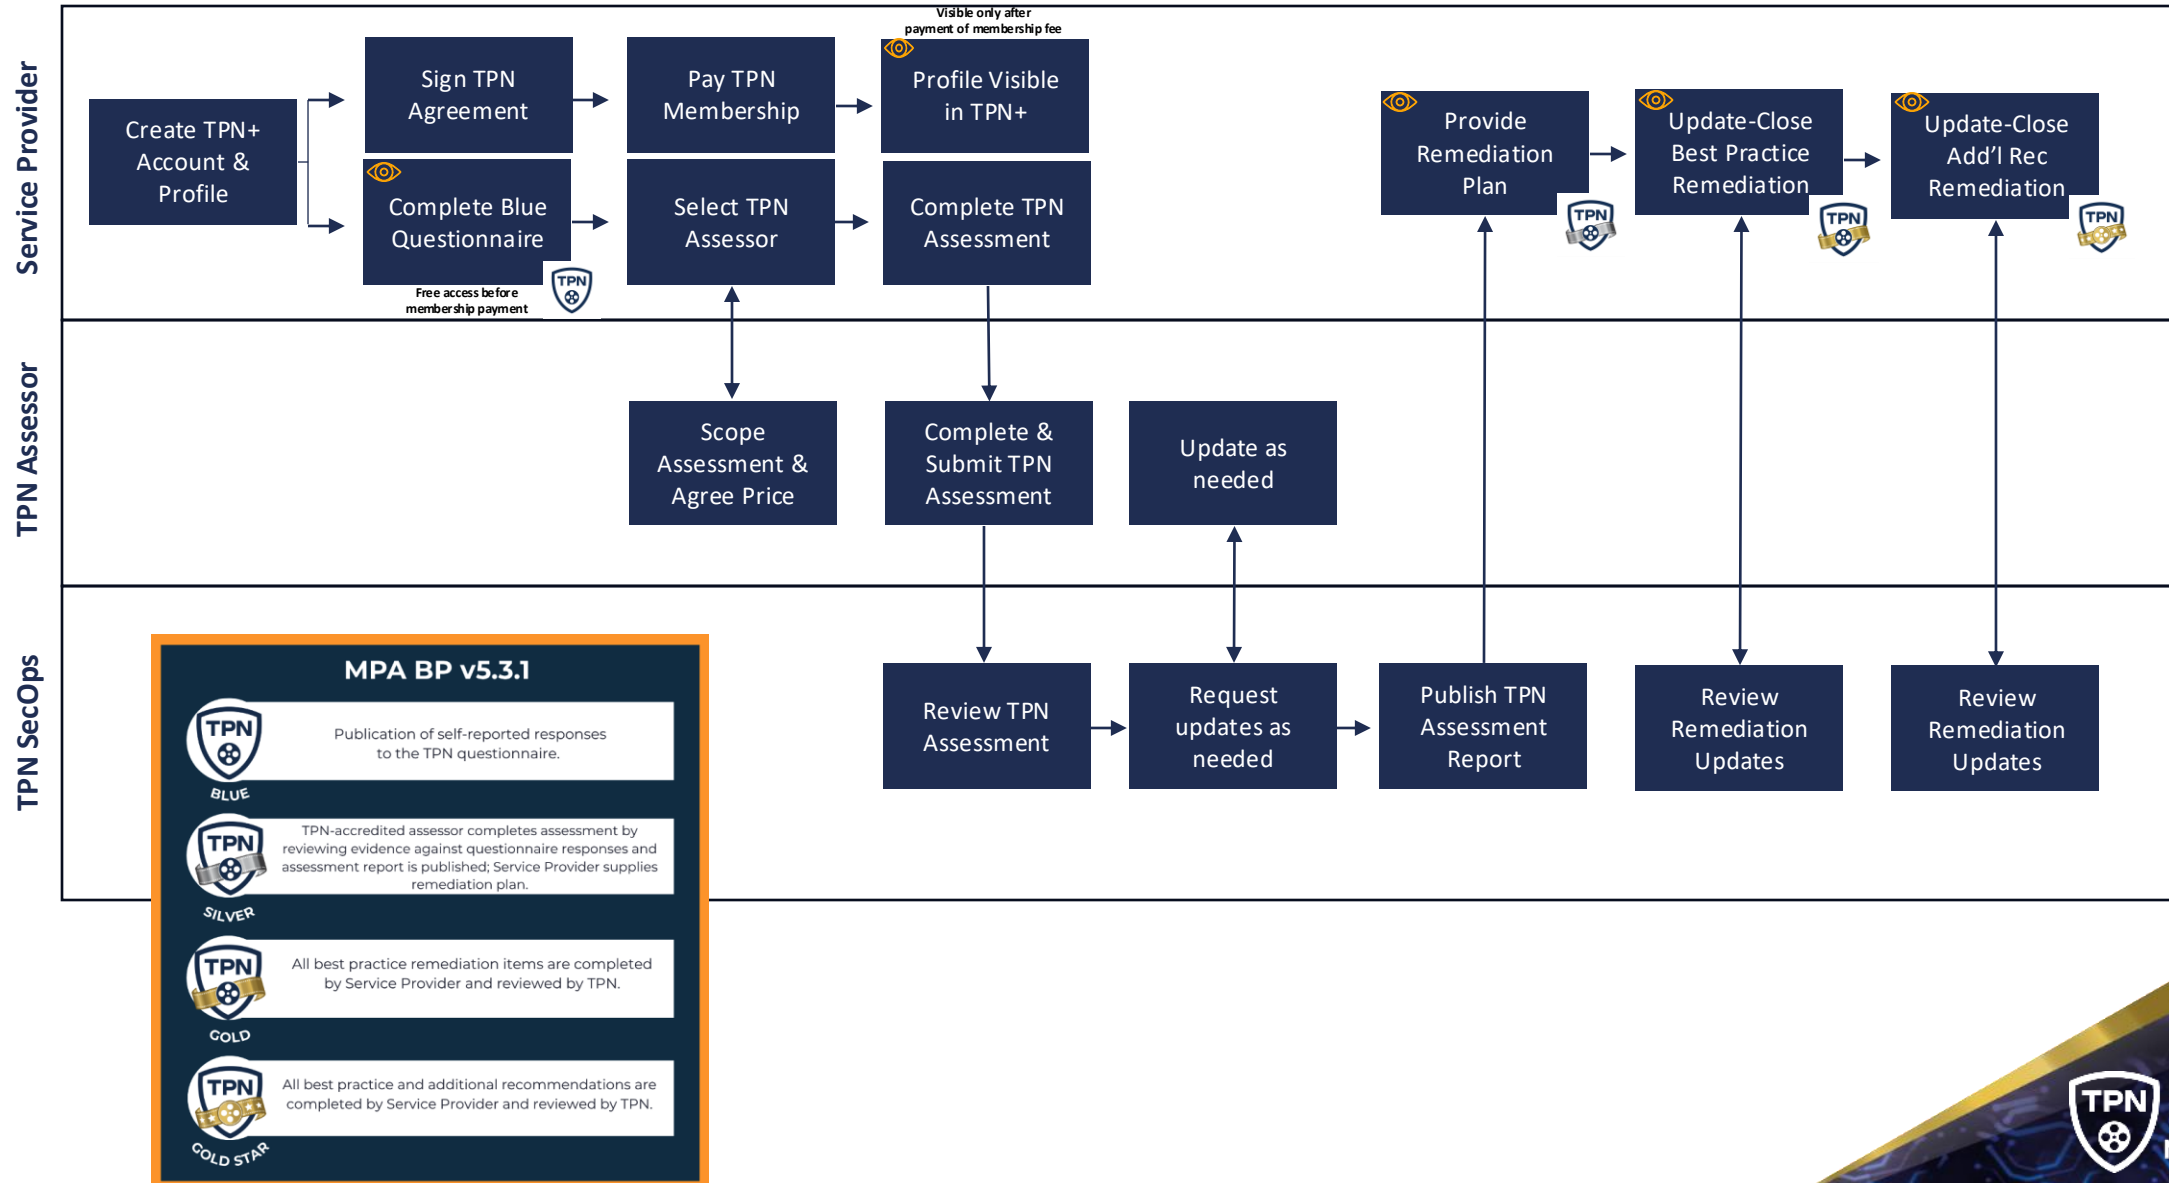 Visible only after
payment of membership fee
Service Provider
Create TPN+
Account &
Profile
Sign TPN
Agreement
Pay TPN
Membership
Profile Visible
in TPN+
Complete Blue
Questionnaire
Free access before
membership payment
TPN
Select TPN
Assessor
Complete TPN
Assessment
Provide
Remediation
Plan
TPN
Update-Close
Best Practice
Remediation
TPN
Update-Close
Add'l Rec
Remediation
TPN
TPN Assessor
Scope
Assessment &
Agree Price
Complete &
Submit TPN
Assessment
Update as
needed
TPN SecOps
Review TPN
Assessment
Request
updates as
needed
Publish TPN
Assessment
Report
Review
Remediation
Updates
Review
Remediation
Updates
MPA BP v5.3.1
TPN
BLUE
Publication of self-reported responses
to the TPN questionnaire.
TPN
SILVER
TPN-accredited assessor completes assessment by
reviewing evidence against questionnaire responses and
assessment report is published; Service Provider supplies
remediation plan.
TPN
GOLD
All best practice remediation items are completed
by Service Provider and reviewed by TPN.
TPN
GOLD STAR
All best practice and additional recommendations are
completed by Service Provider and reviewed by TPN.
TPN